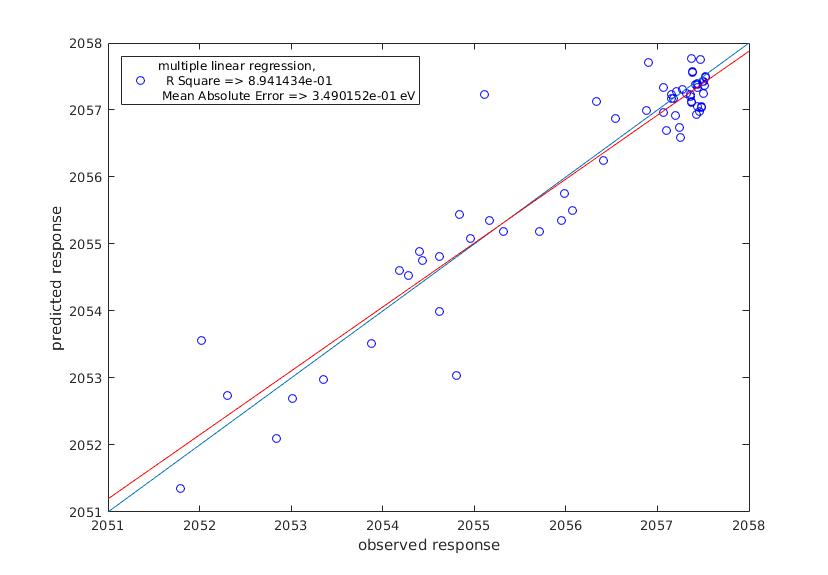 2058
2057
2056
2055
2054
2053
2052
2051
predicted response
multiple linear regression,
R Square => 8.941434e-01
Mean Absolute Error => 3.490152e-01 eV
2051 2052 2053 2054 2055 2056 2057 2058
observed response